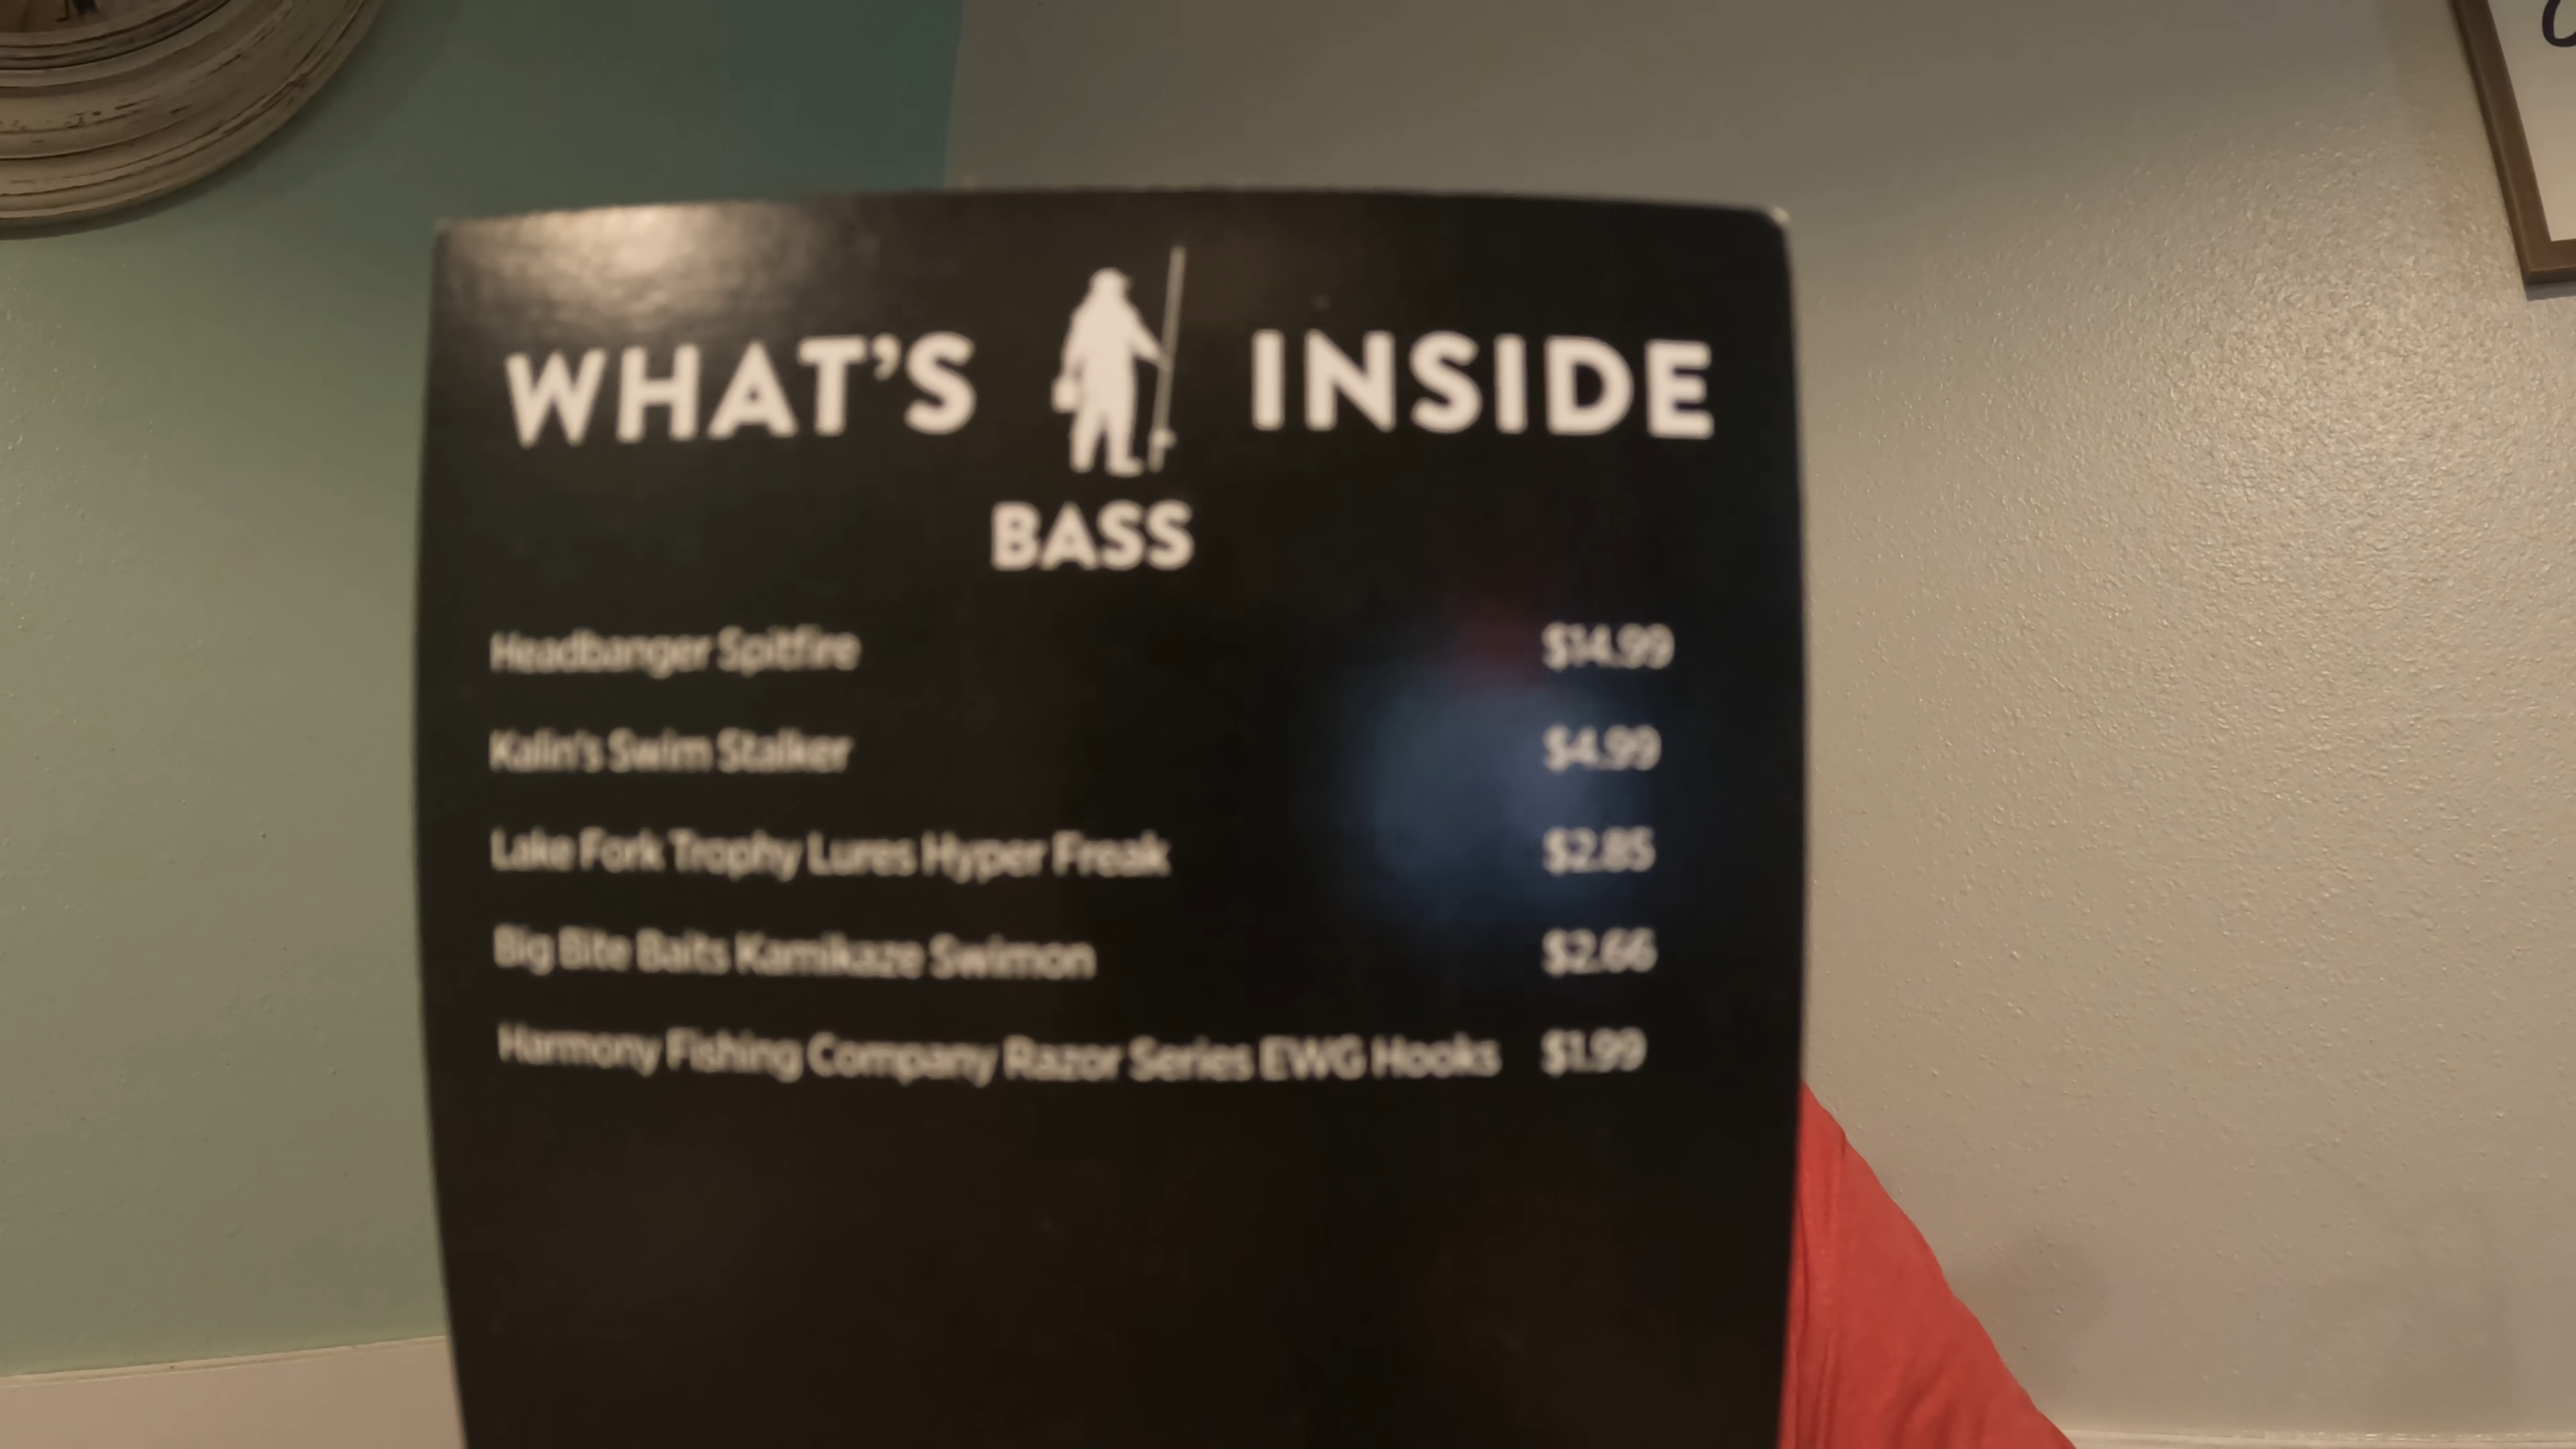 WHAT'S INSIDE
BASS
Headbanger Spitfire $14.99
Kalin's Swim Stalker $4.99
Lake Fork Trophy Lures Hyper Freak $2.85
Big Bite Baits Kamikaze Swimon $2.66
Harmony Fishing Company Razor Series EWG Hooks $1.99